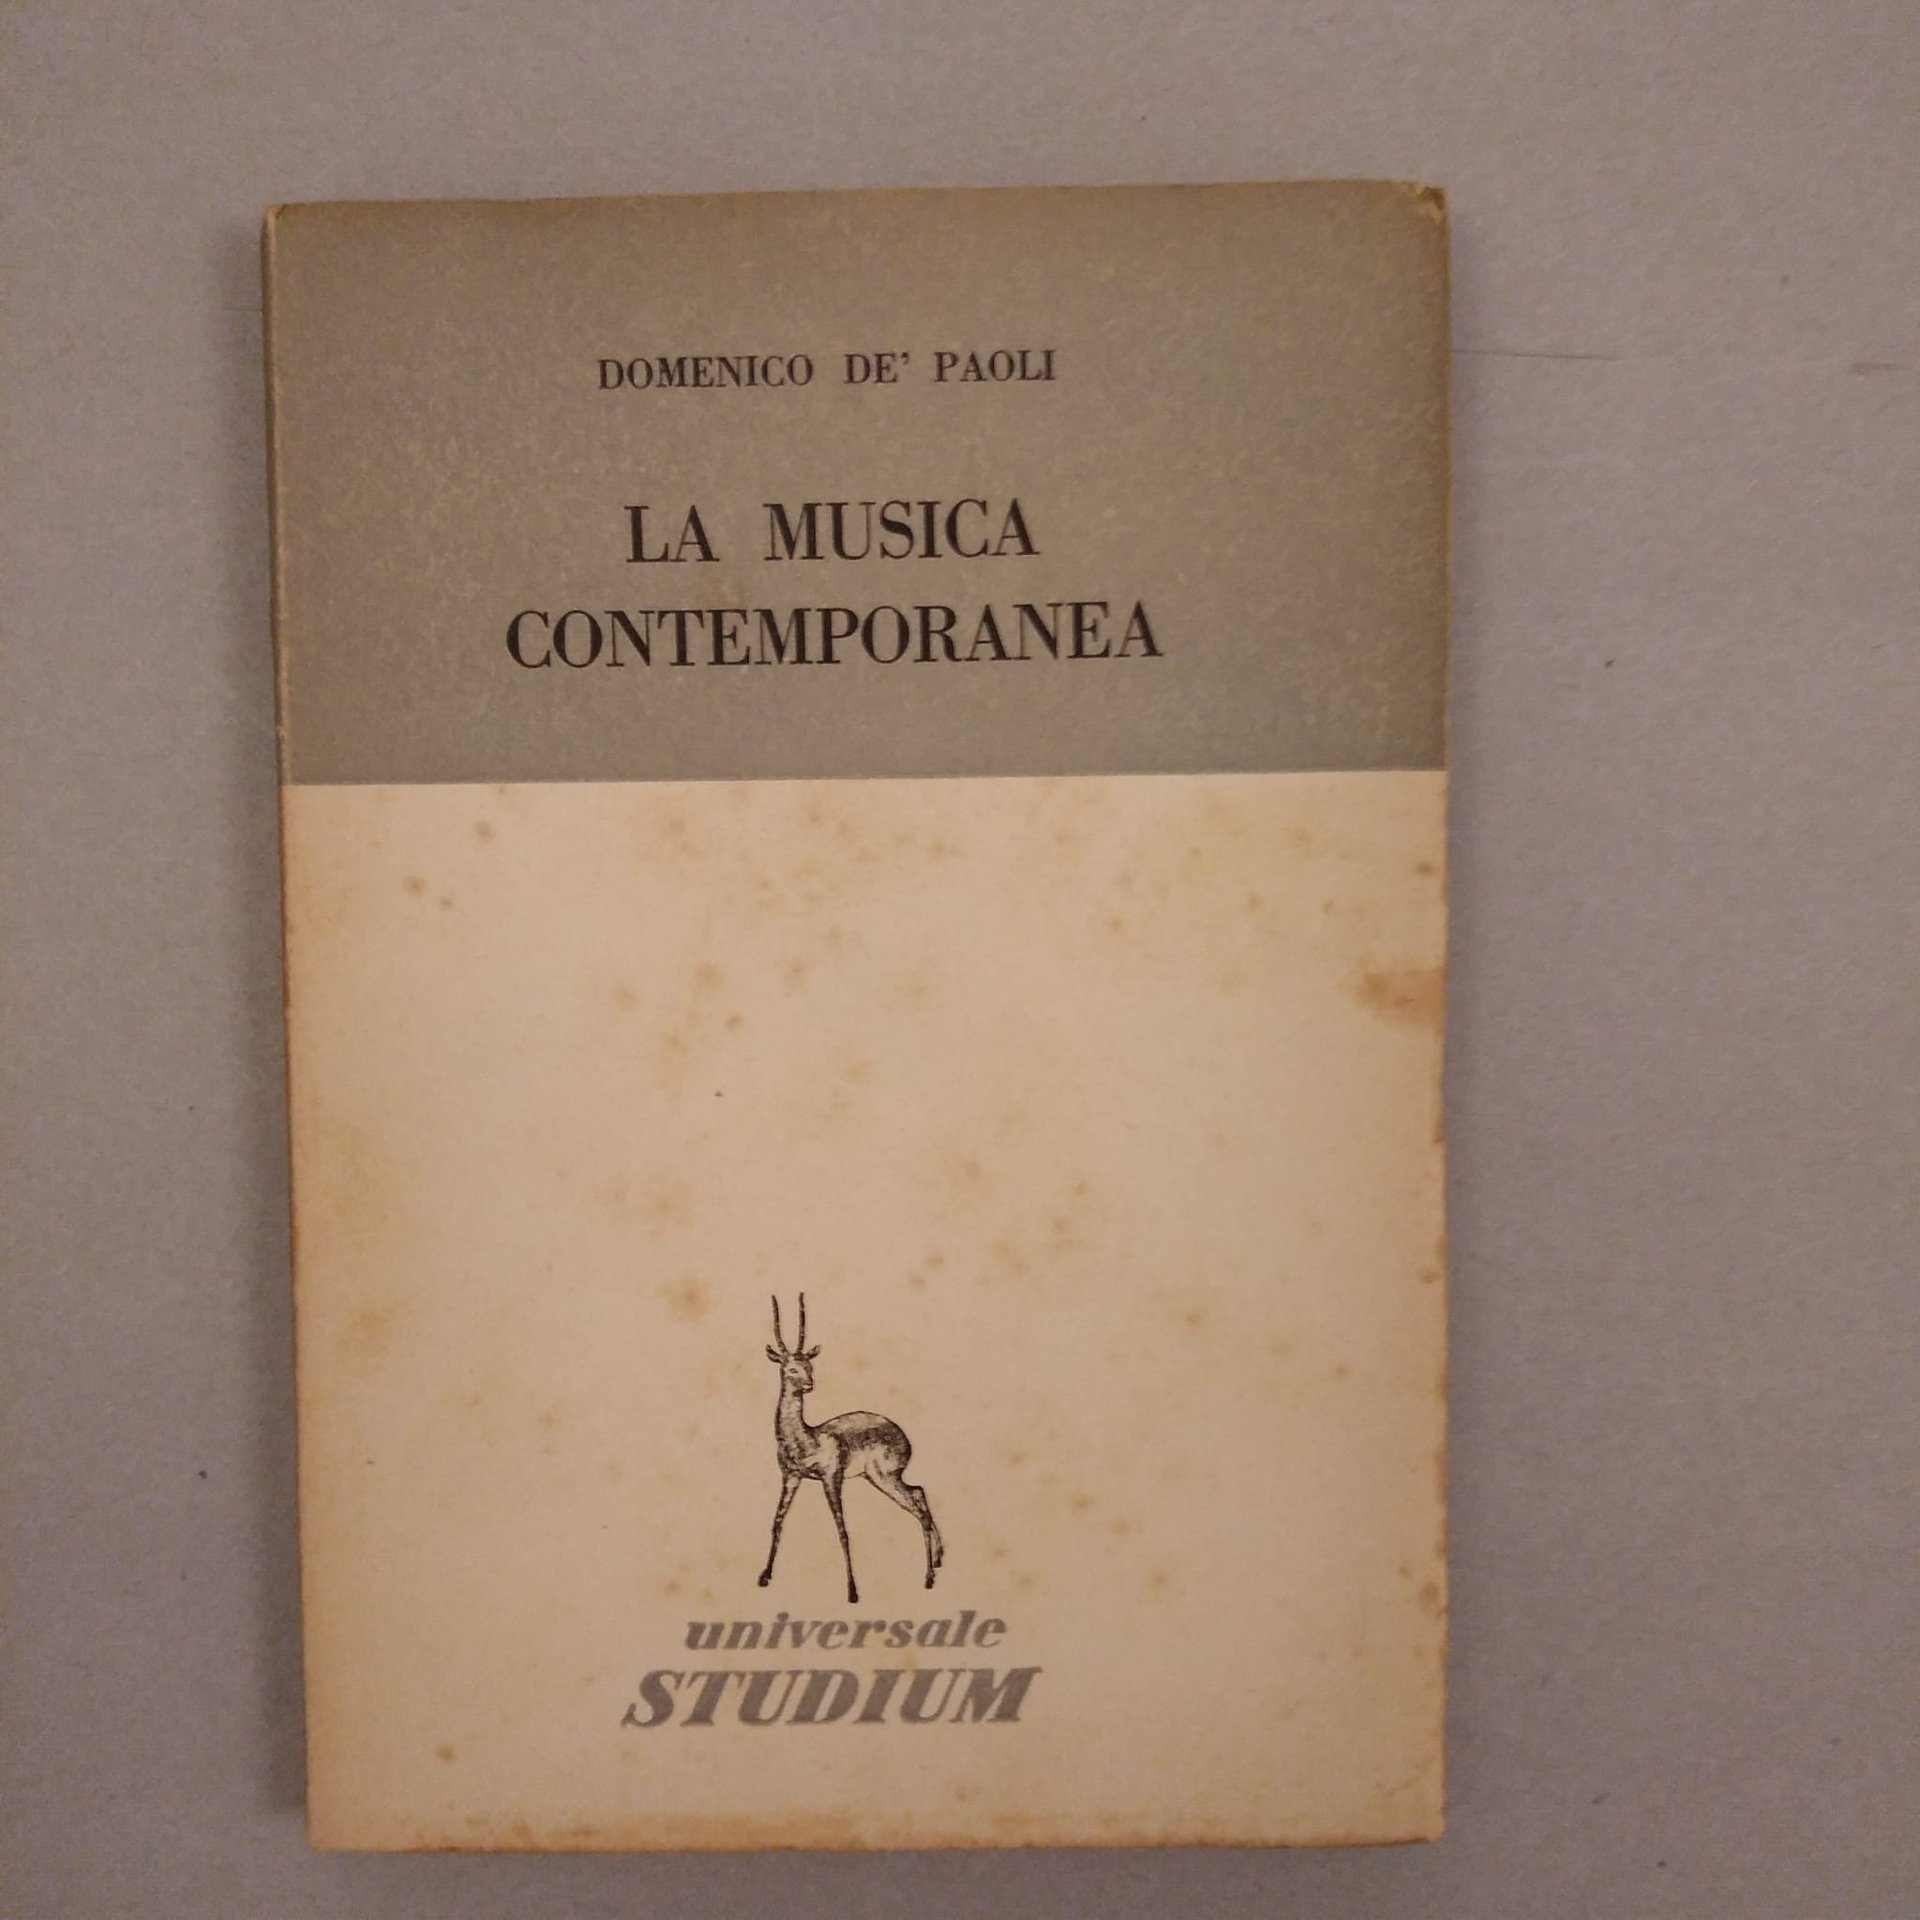 DOMENICO DE' PAOLI
LA MUSICA
CONTEMPORANEA
universale
STUDIUM